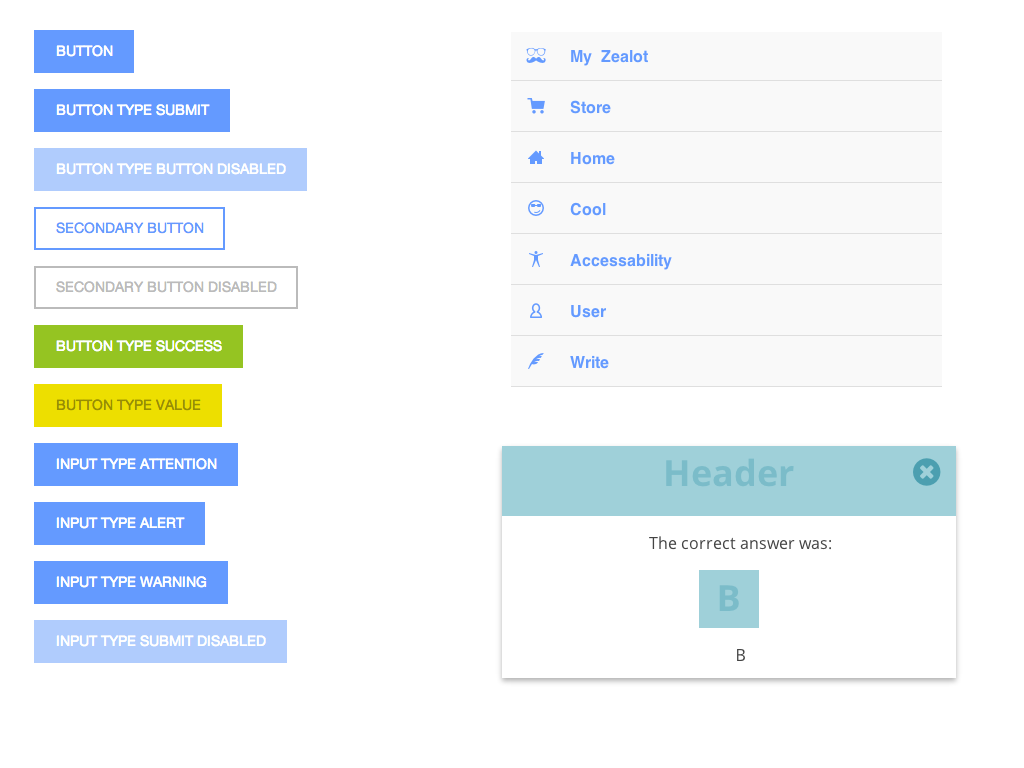 BUTTON
BUTTON TYPE SUBMIT
BUTTON TYPE BUTTON DISABLED
SECONDARY BUTTON
SECONDARY BUTTON DISABLED
BUTTON TYPE SUCCESS
BUTTON TYPE VALUE
INPUT TYPE ATTENTION
INPUT TYPE ALERT
INPUT TYPE WARNING
INPUT TYPE SUBMIT DISABLED
My Zealot
Store
Home
Cool
Accessability
User
Write
Header
The correct answer was:
B
B